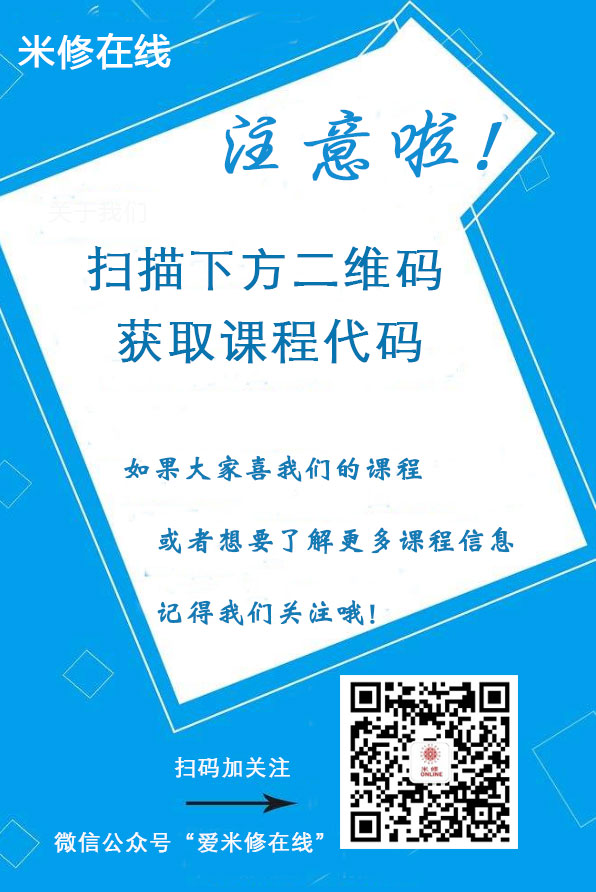 米修在线
注意啦!
关于我们
扫描下方二维码
获取课程代码
如果大家喜我们的课程
或者想要了解更多课程信息
记得我们关注哦!
米修
ONLINE
扫码加关注
微信公众号“爱米修在线”